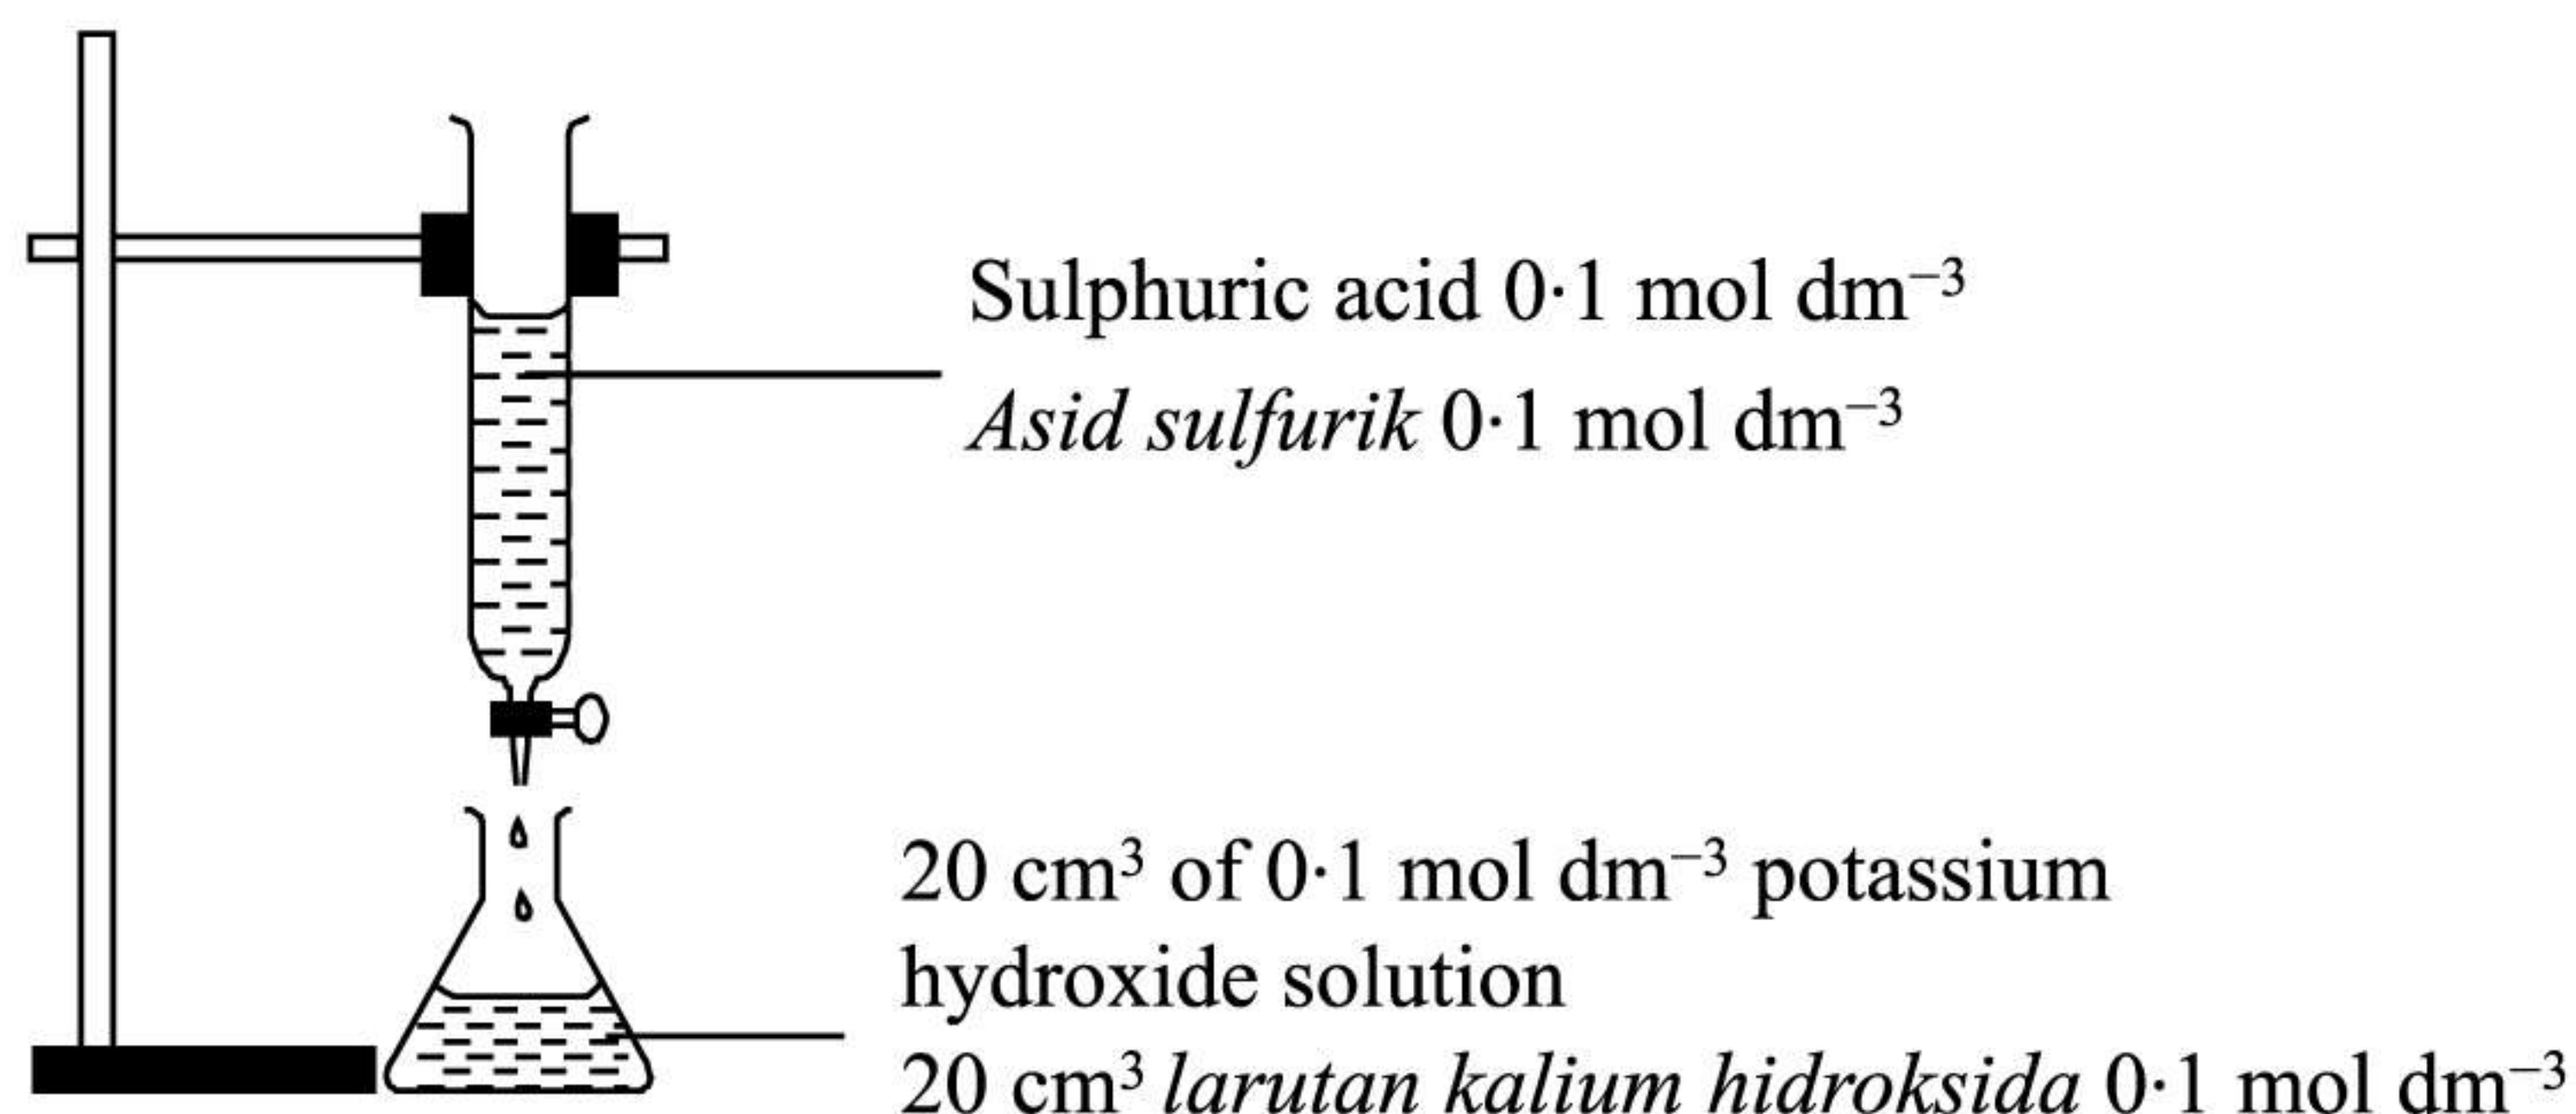 Sulphuric acid 0·1 mol dm⁻³
Asid sulfurik 0·1 mol dm⁻³
20 cm³ of 0·1 mol dm⁻³ potassium
hydroxide solution
20 cm³ larutan kalium hidroksida 0·1 mol dm⁻³